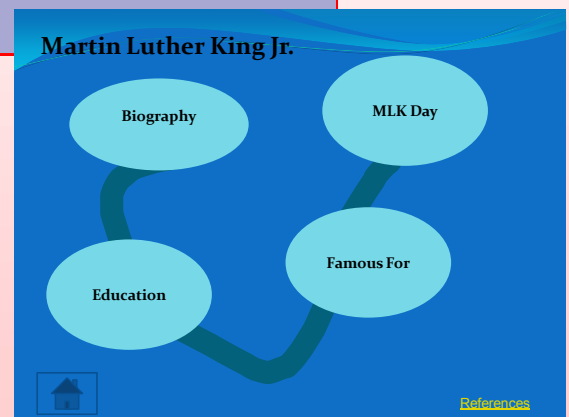 Martin Luther King Jr.
Biography
MLK Day
Education
Famous For
References